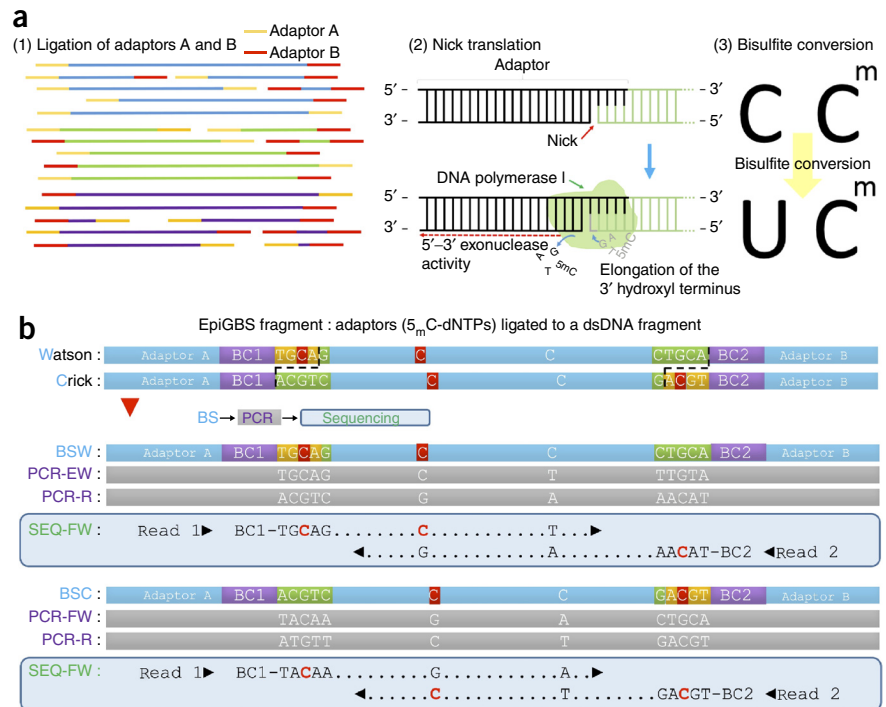 a
Adaptor A
Adaptor B
(1) Ligation of adaptors A and B
(2) Nick translation
Adaptor
5′ – – 3′
3′ – – 5′
Nick
DNA polymerase I
5′ – – 3′
3′ – – 5′
5′–3′ exonuclease
activity
A G T 5mC
G A T 5mC
Elongation of the
3′ hydroxyl terminus
(3) Bisulfite conversion
C Cm
Bisulfite conversion
U Cm
b
EpiGBS fragment : adaptors (5mC-dNTPs) ligated to a dsDNA fragment
Watson : Adaptor A BC1 TGCAG C C CTGCA BC2 Adaptor B
Crick : Adaptor A BC1 ACGTC C C GACGT BC2 Adaptor B
BS PCR Sequencing
BSW : Adaptor A BC1 TGCAG C C CTGCA BC2 Adaptor B
PCR-EW : TGCAG C T TTGTA
PCR-R : ACGTC G A AACAT
SEQ-FW : Read 1▶ BC1-TGCAG........C...........T...▶
◀.....G...........A.........AACAT-BC2 ◀Read 2
BSC : Adaptor A BC1 ACGTC C C GACGT BC2 Adaptor B
PCR-FW : TACAA G A CTGCA
PCR-R : ATGTT C T GACGT
SEQ-FW : Read 1▶ BC1-TACAA.........G...........A..▶
◀......C...........T........GACGT-BC2 ◀Read 2